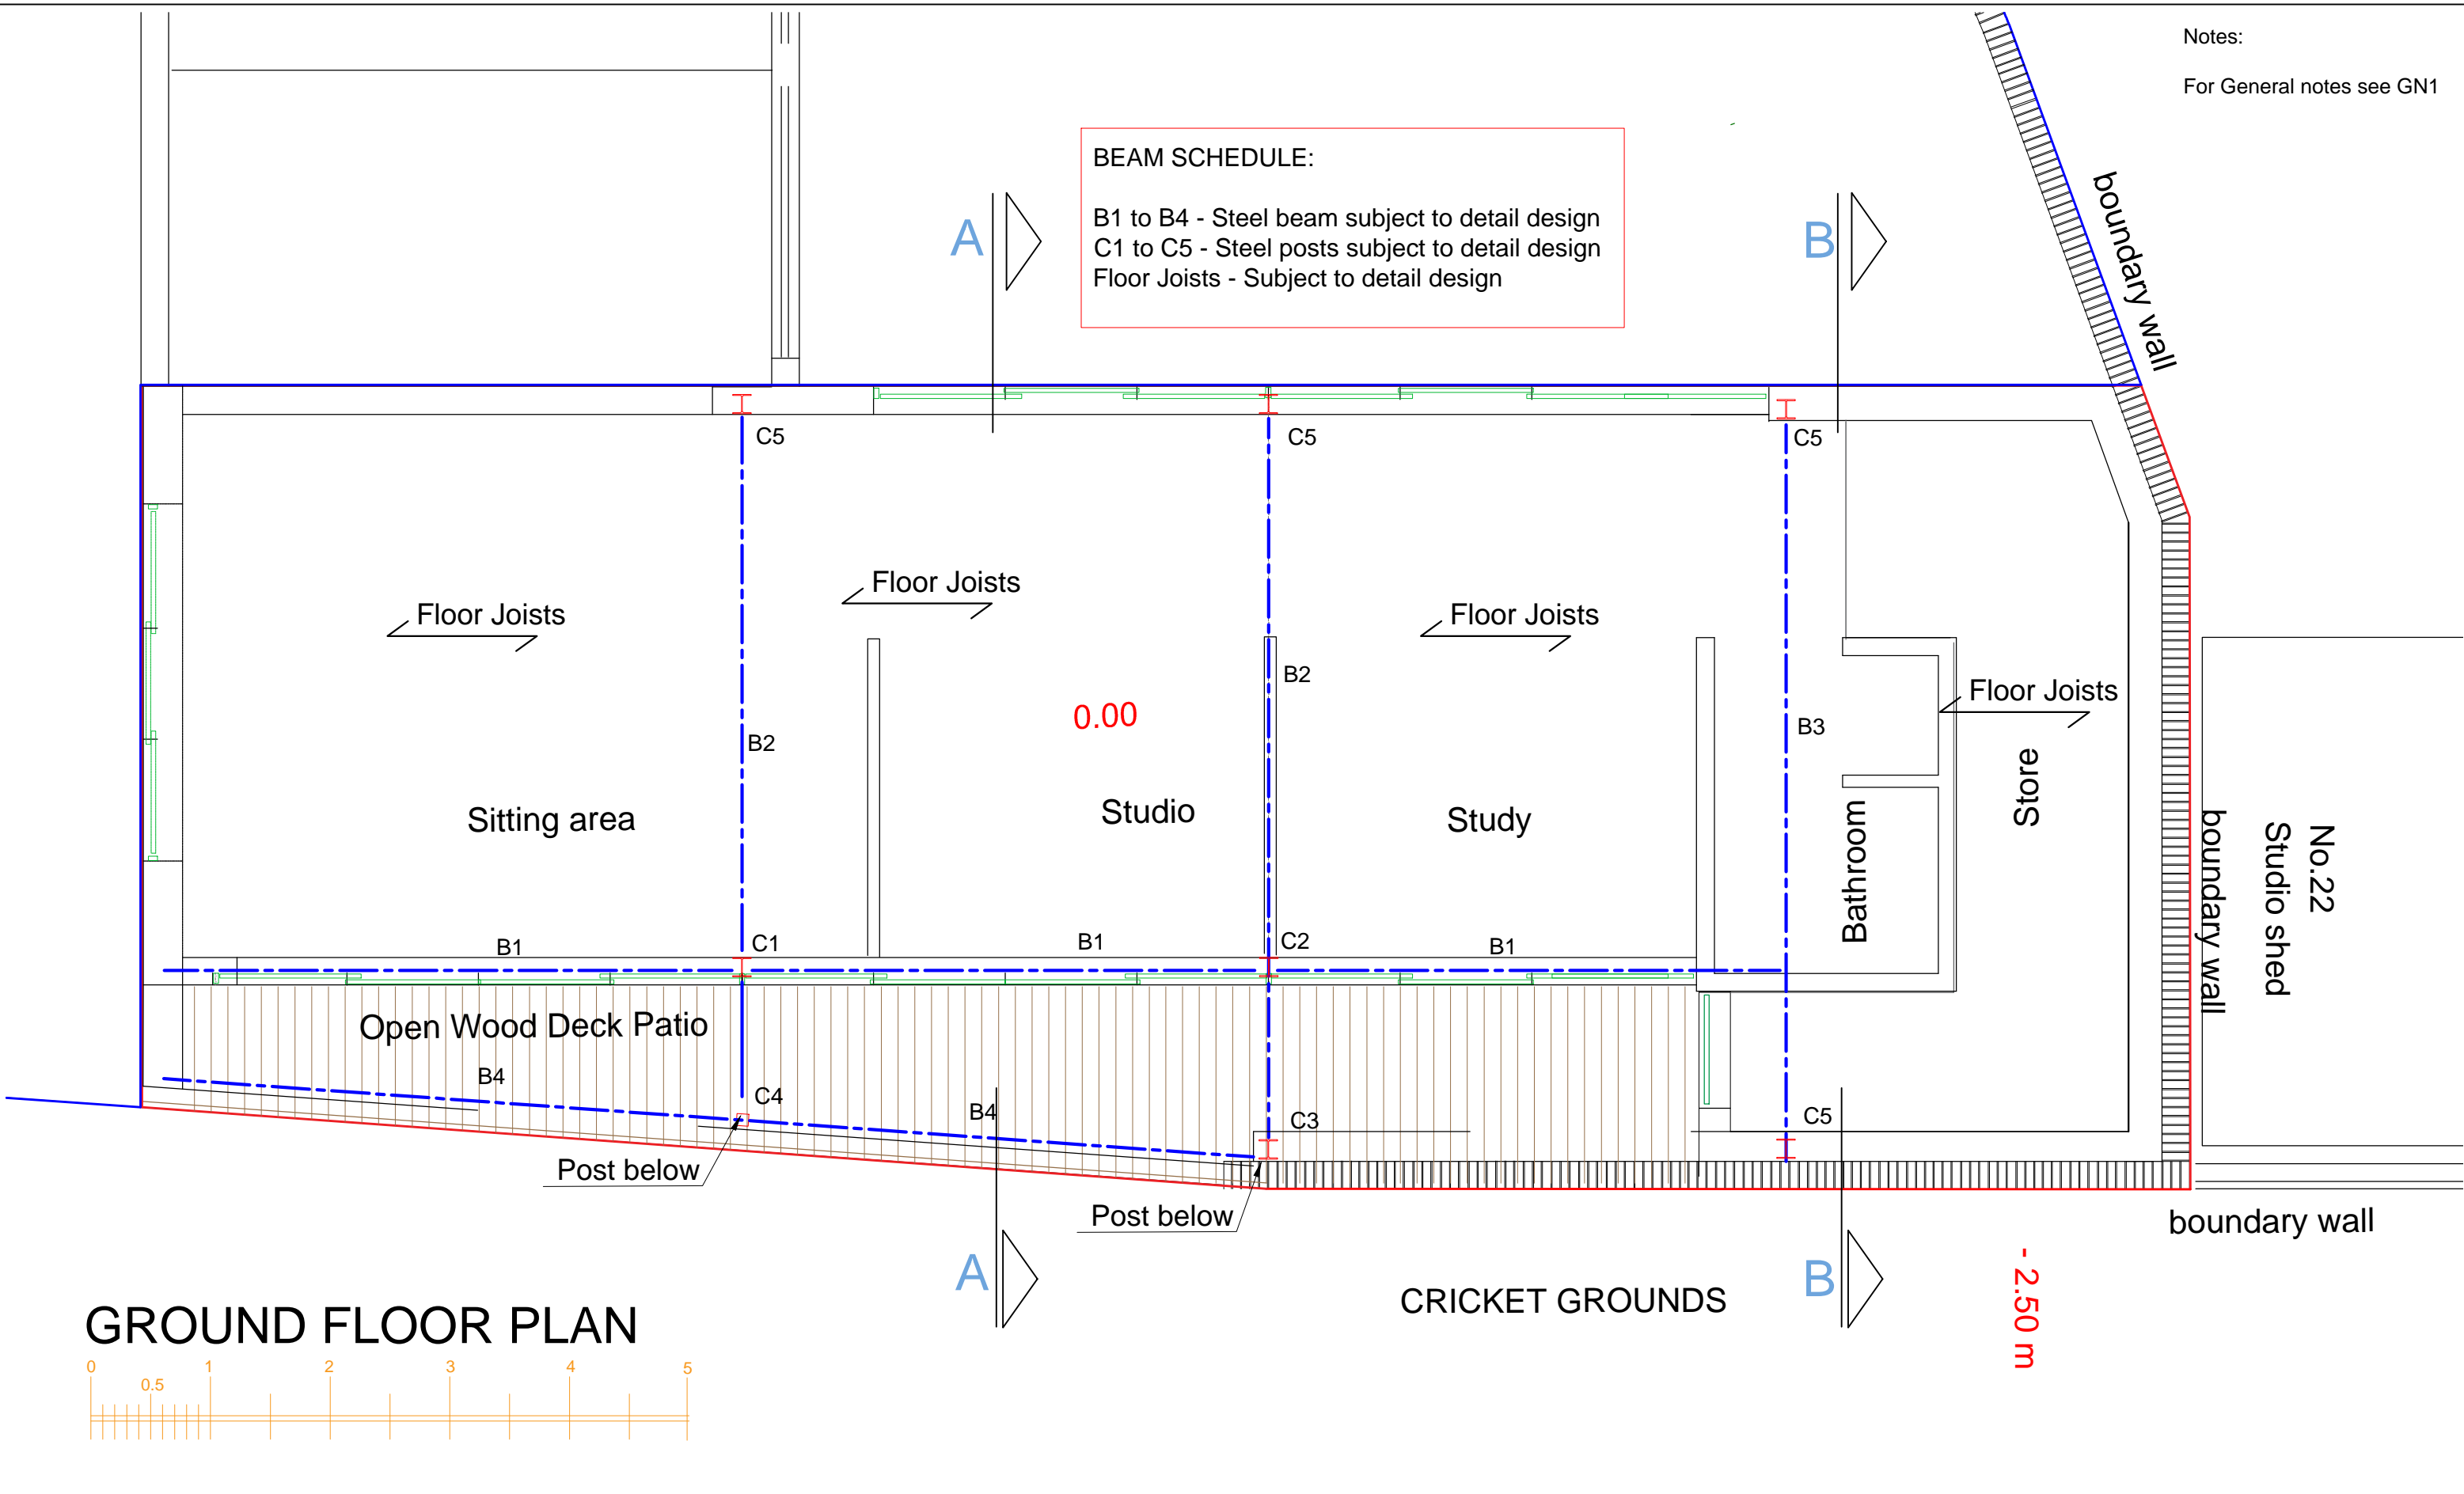 Notes:
For General notes see GN1
BEAM SCHEDULE:
B1 to B4 - Steel beam subject to detail design
C1 to C5 - Steel posts subject to detail design
Floor Joists - Subject to detail design
A
B
boundary wall
C5
C5
C5
Floor Joists
Floor Joists
Floor Joists
Floor Joists
B2
B2
B3
0.00
Sitting area
Studio
Study
Bathroom
Store
boundary wall
No.22
Studio shed
B1
C1
B1
C2
B1
Open Wood Deck Patio
B4
C4
B4
C3
C5
Post below
Post below
boundary wall
A
B
CRICKET GROUNDS
- 2.50 m
GROUND FLOOR PLAN
0 0.5 1 2 3 4 5